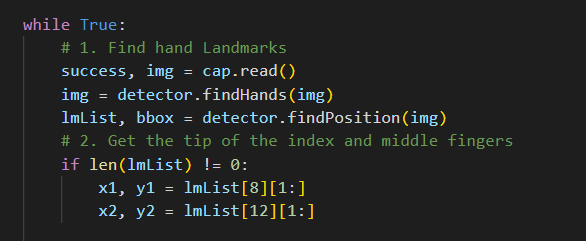 while True:
    # 1. Find hand Landmarks
    success, img = cap.read()
    img = detector.findHands(img)
    lmList, bbox = detector.findPosition(img)
    # 2. Get the tip of the index and middle fingers
    if len(lmList) != 0:
        x1, y1 = lmList[8][1:]
        x2, y2 = lmList[12][1:]